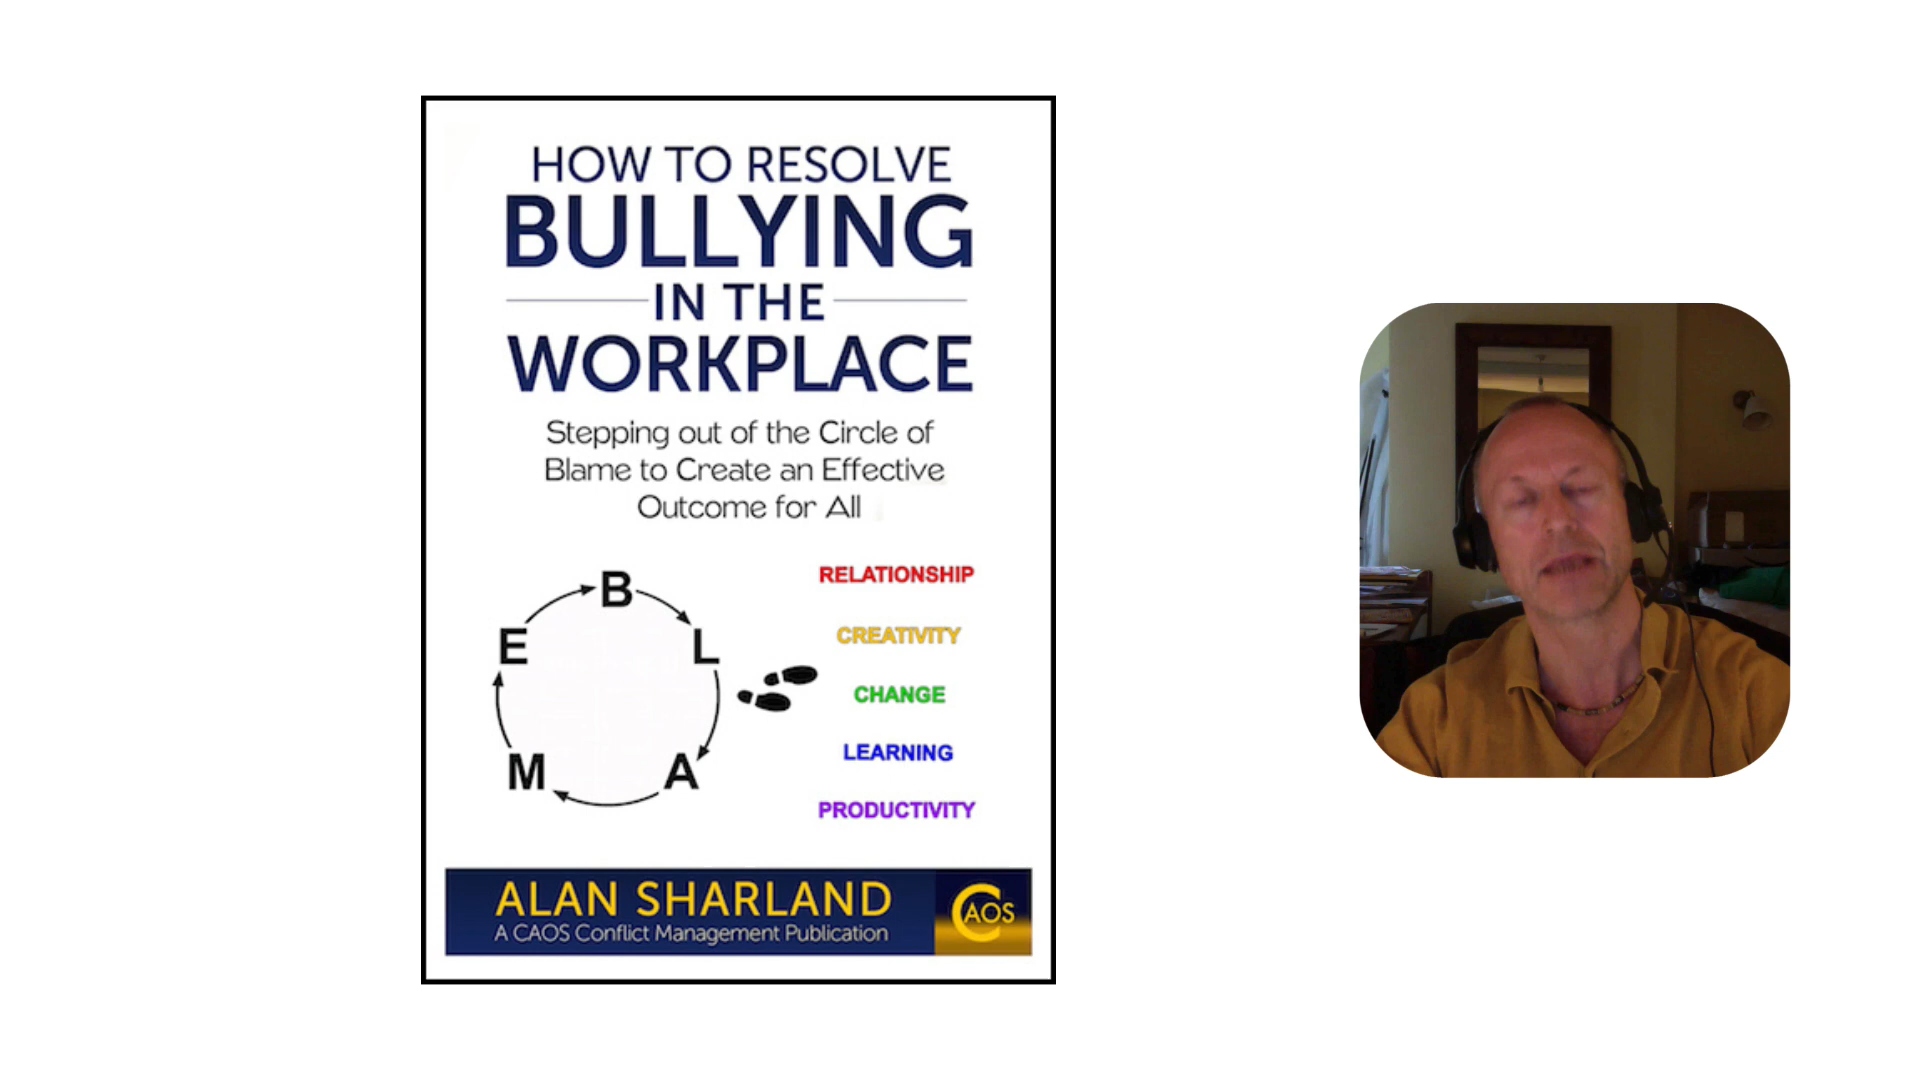 HOW TO RESOLVE
BULLYING
IN THE
WORKPLACE
Stepping out of the Circle of
Blame to Create an Effective
Outcome for All
B
L
A
M
E
RELATIONSHIP
CREATIVITY
CHANGE
LEARNING
PRODUCTIVITY
ALAN SHARLAND
A CAOS Conflict Management Publication
CAOS